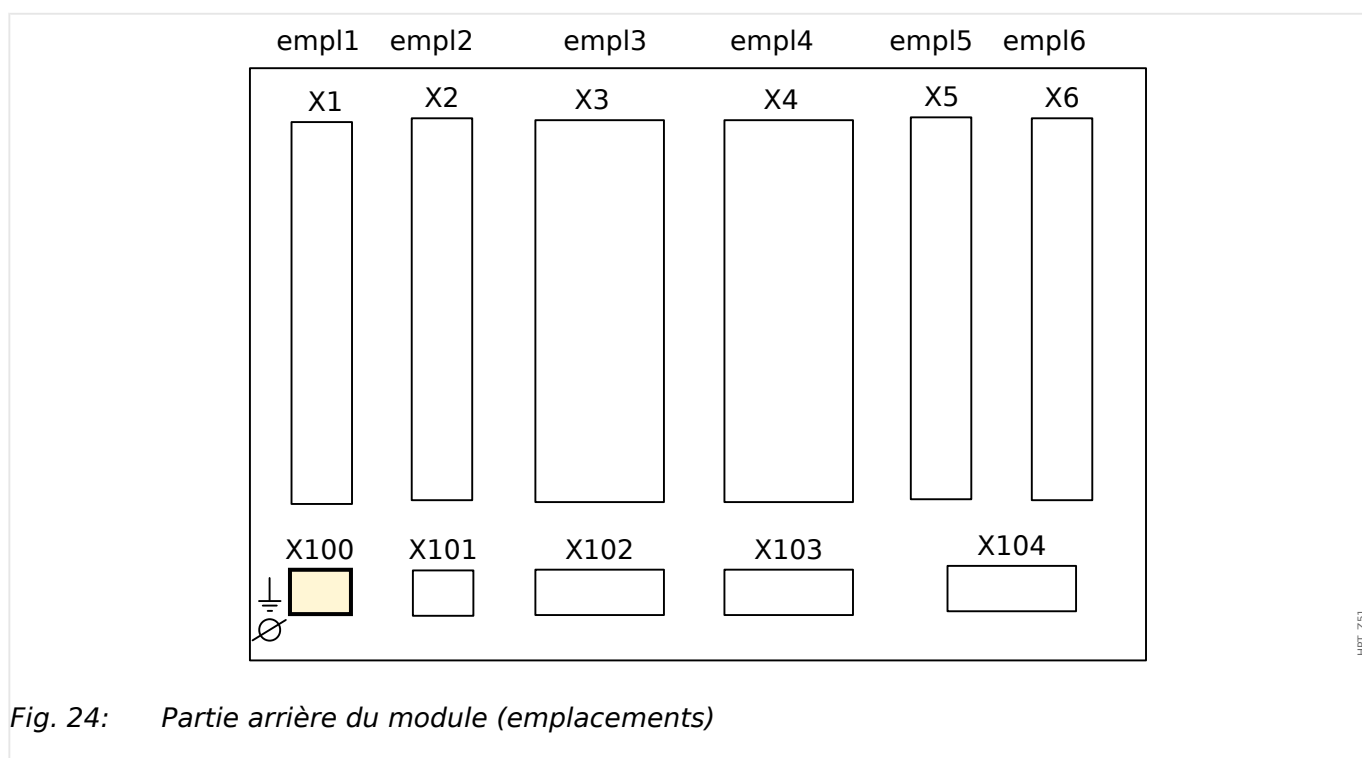 empl1 empl2 empl3 empl4 empl5 empl6
X1 X2 X3 X4 X5 X6
X100 X101 X102 X103 X104
Fig. 24: Partie arrière du module (emplacements)